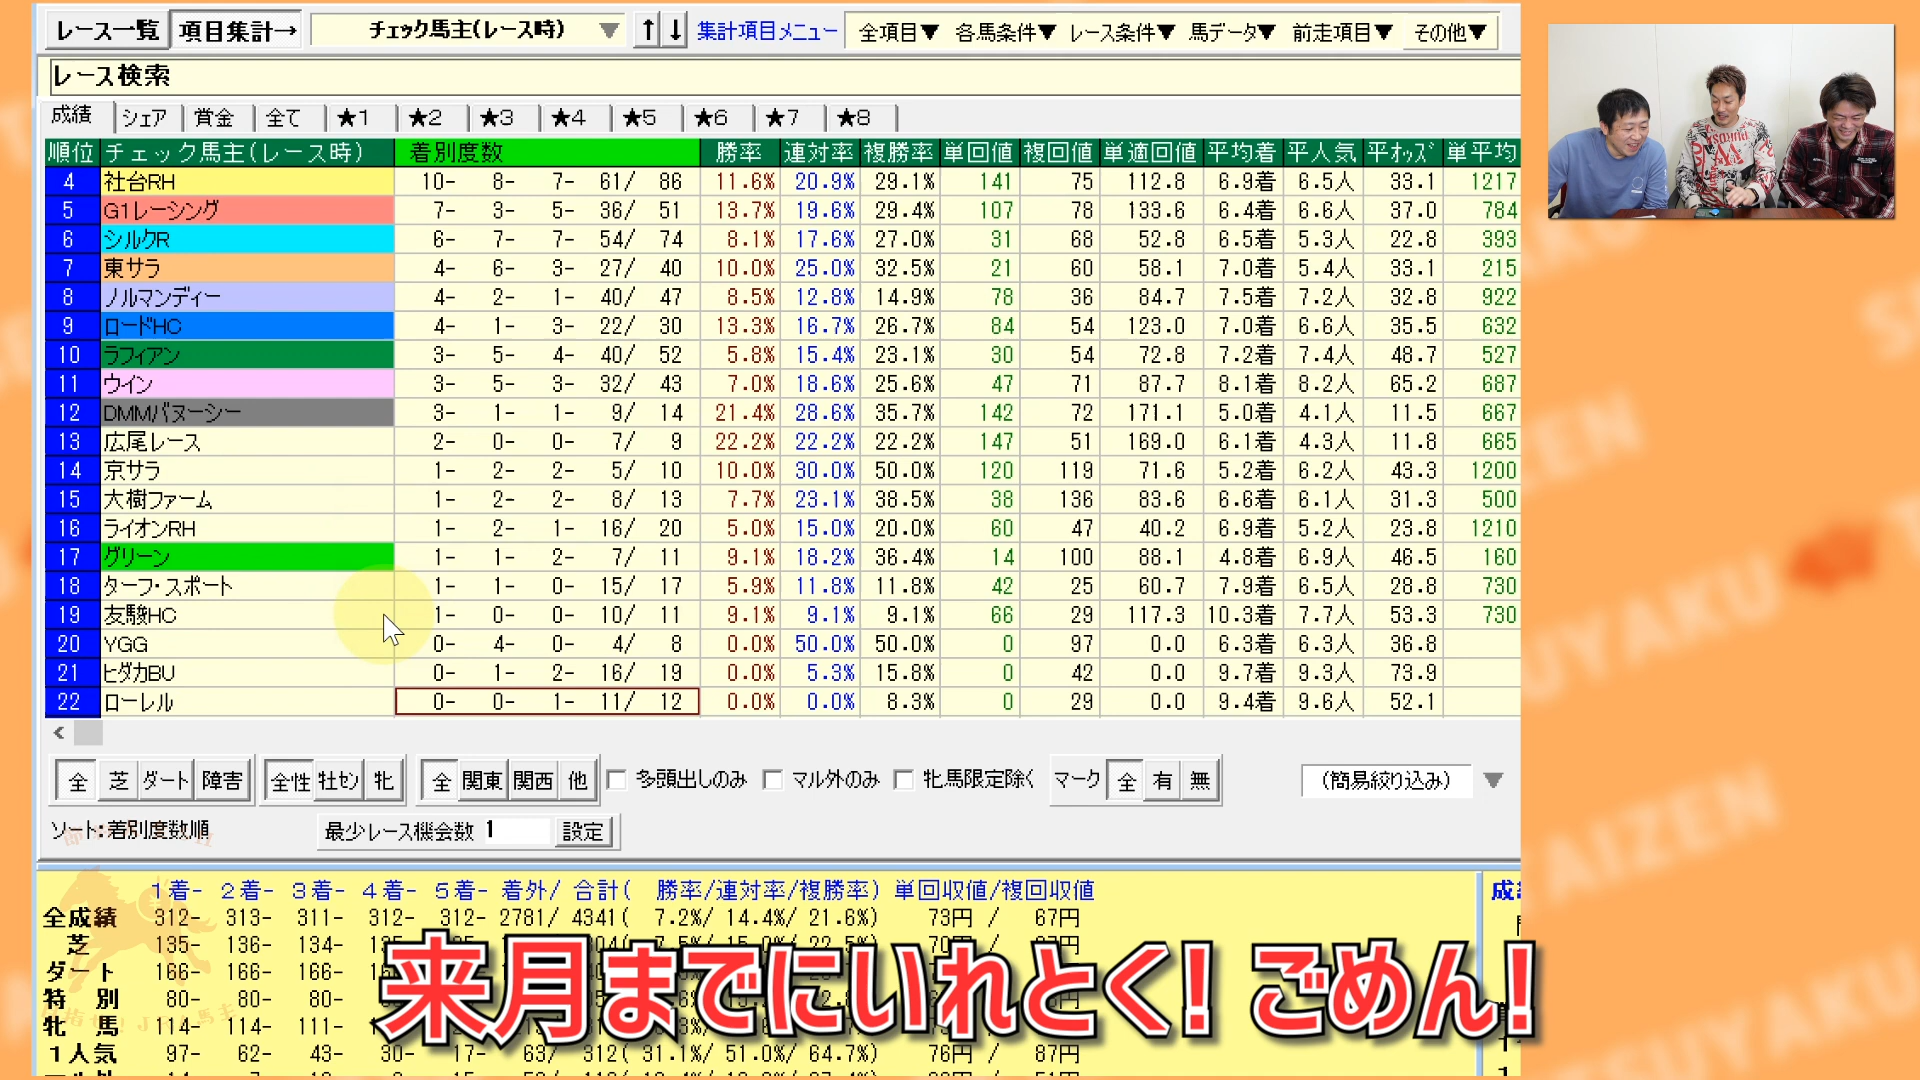 レース一覧 項目集計→ チェック馬主(レース時) ▼ ↑ ↓ 集計項目メニュー 全項目▼ 各馬条件▼ レース条件▼ 馬データ▼ 前走項目▼ その他▼
レース検索
成績 シェア 賞金 全て ★1 ★2 ★3 ★4 ★5 ★6 ★7 ★8
順位 チェック馬主(レース時) 着別度数 勝率 連対率 複勝率 単回値 複回値 単適回値 平均着 平人気 平オッズ 単平均
4 社台RH 10- 8- 7- 61/ 86 11.6% 20.9% 29.1% 141 75 112.8 6.9着 6.5人 33.1 1217
5 G1レーシング 7- 3- 5- 36/ 51 13.7% 19.6% 29.4% 107 78 133.6 6.4着 6.6人 37.0 784
6 シルクR 6- 7- 7- 54/ 74 8.1% 17.6% 27.0% 31 68 52.8 6.5着 5.3人 22.8 393
7 東サラ 4- 6- 3- 27/ 40 10.0% 25.0% 32.5% 21 60 58.1 7.0着 5.4人 33.1 215
8 ノルマンディー 4- 2- 1- 40/ 47 8.5% 12.8% 14.9% 78 36 84.7 7.5着 7.2人 32.8 922
9 ロードHC 4- 1- 3- 22/ 30 13.3% 16.7% 26.7% 84 54 123.0 7.0着 6.6人 35.5 632
10 ラフィアン 3- 5- 4- 40/ 52 5.8% 15.4% 23.1% 30 54 72.8 7.2着 7.4人 48.7 527
11 ウイン 3- 5- 3- 32/ 43 7.0% 18.6% 25.6% 47 71 87.7 8.1着 8.2人 65.2 687
12 DMMバヌーシー 3- 1- 1- 9/ 14 21.4% 28.6% 35.7% 142 72 171.1 5.0着 4.1人 11.5 667
13 広尾レース 2- 0- 0- 7/ 9 22.2% 22.2% 22.2% 147 51 169.0 6.1着 4.3人 11.8 665
14 京サラ 1- 2- 2- 5/ 10 10.0% 30.0% 50.0% 120 119 71.6 5.2着 6.2人 43.3 1200
15 大樹ファーム 1- 2- 2- 8/ 13 7.7% 23.1% 38.5% 38 136 83.6 6.6着 6.1人 31.3 500
16 ライオンRH 1- 2- 1- 16/ 20 5.0% 15.0% 20.0% 60 47 40.2 6.9着 5.2人 23.8 1210
17 グリーン 1- 1- 2- 7/ 11 9.1% 18.2% 36.4% 14 100 88.1 4.8着 6.9人 46.5 160
18 ターフ・スポート 1- 1- 0- 15/ 17 5.9% 11.8% 11.8% 42 25 60.7 7.9着 6.5人 28.8 730
19 友駿HC 1- 0- 0- 10/ 11 9.1% 9.1% 9.1% 66 29 117.3 10.3着 7.7人 53.3 730
20 YGG 0- 4- 0- 4/ 8 0.0% 50.0% 50.0% 0 97 0.0 6.3着 6.3人 36.8
21 ヒダカBU 0- 1- 2- 16/ 19 0.0% 5.3% 15.8% 0 42 0.0 9.7着 9.3人 73.9
22 ローレル 0- 0- 1- 11/ 12 0.0% 0.0% 8.3% 0 29 0.0 9.4着 9.6人 52.1
全 芝 ダート 障害 全性 牡セン 牝 全 関東 関西 他 多頭出しのみ マル外のみ 牝馬限定除く マーク 全 有 無 (簡易絞り込み) ▼
ソート:着別度数順 最少レース機会数 1 設定
1着- 2着- 3着- 4着- 5着- 着外/ 合計( 勝率/連対率/複勝率) 単回収値/複回収値
全成績 312- 313- 311- 312- 312- 2781/ 4341( 7.2%/ 14.4%/ 21.6%) 73円 / 67円
芝 135- 136- 134-
ダート 166- 166- 166-
特 別 80- 80- 80-
牝 馬 114- 114- 111-
1人気 97- 62- 43- 30- 17- 63/ 312( 31.1%/ 51.0%/ 64.7%) 76円 / 87円
来月までにいれとく！ごめん！